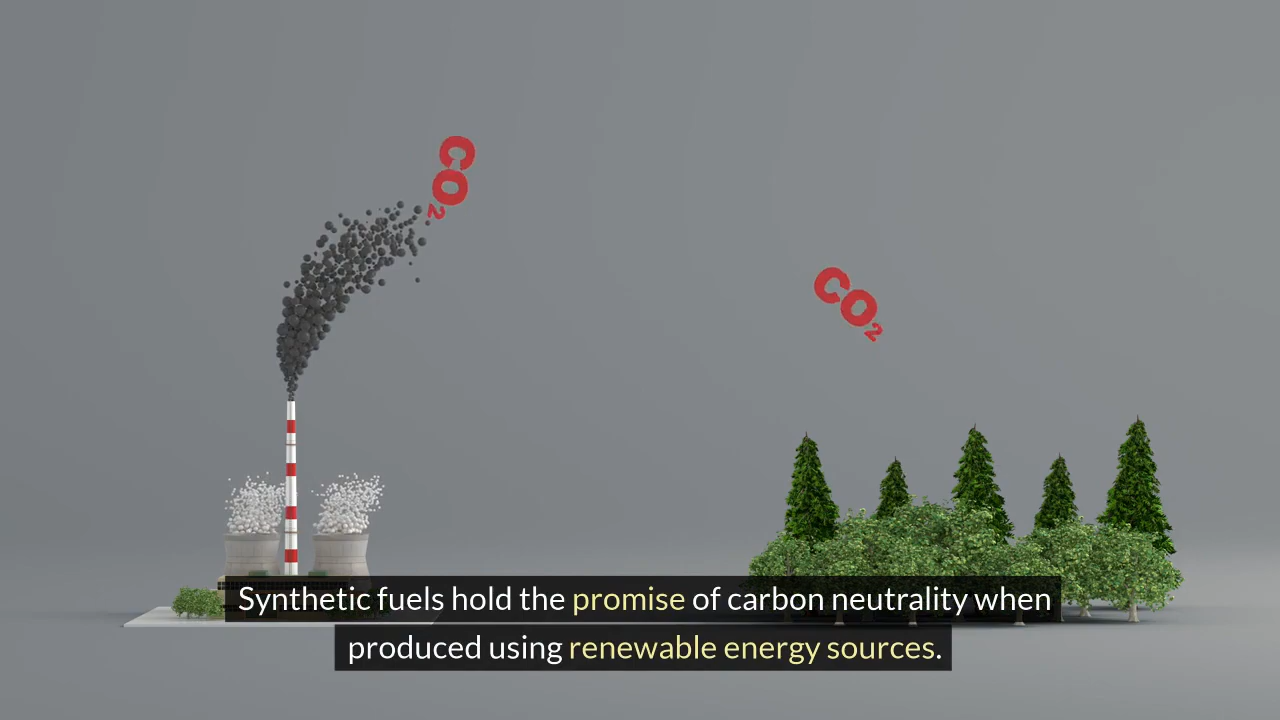 CO₂
CO₂
Synthetic fuels hold the promise of carbon neutrality when
produced using renewable energy sources.